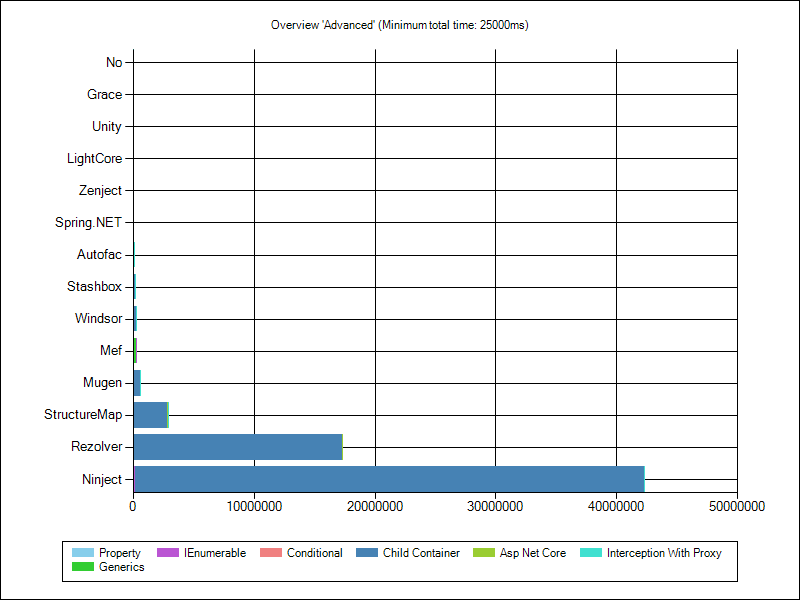 Overview 'Advanced' (Minimum total time: 25000ms)
No
Grace
Unity
LightCore
Zenject
Spring.NET
Autofac
Stashbox
Windsor
Mef
Mugen
StructureMap
Rezolver
Ninject
0 10000000 20000000 30000000 40000000 50000000
Property IEnumerable Conditional Child Container Asp Net Core Interception With Proxy
Generics